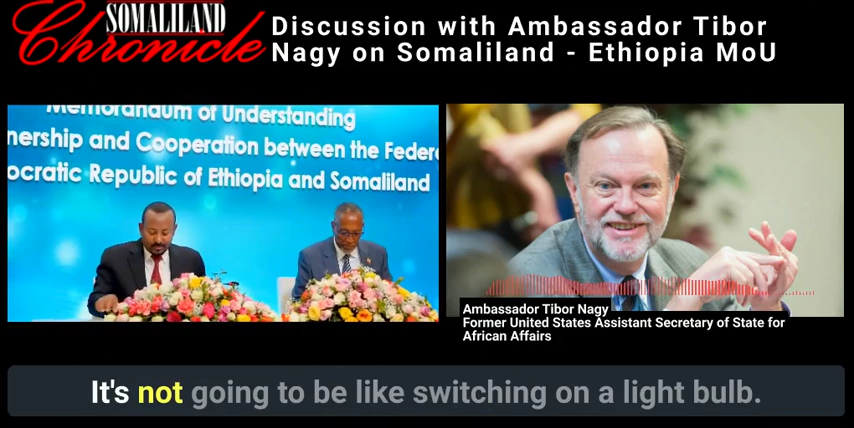 SOMALILAND
Chronicle
Discussion with Ambassador Tibor
Nagy on Somaliland - Ethiopia MoU
Memorandum of Understanding
nership and Cooperation between the Feder
ocratic Republic of Ethiopia and Somaliland
Ambassador Tibor Nagy
Former United States Assistant Secretary of State for
African Affairs
It's not going to be like switching on a light bulb.